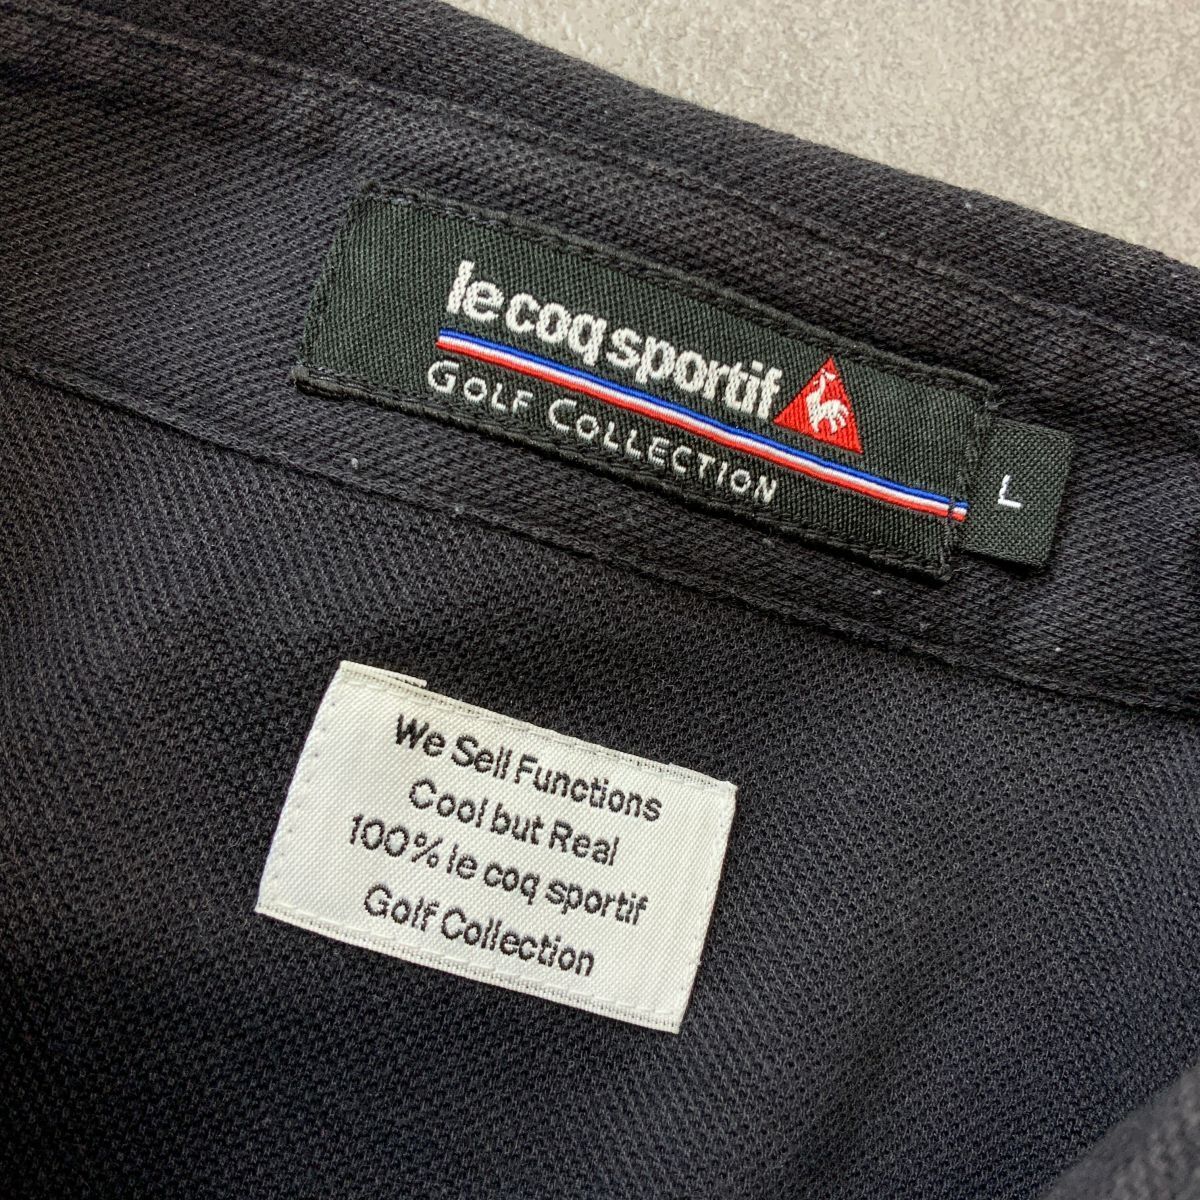 le coq sportif
GOLF COLLECTION
L
We Sell Functions
Cool but Real
100% le coq sportif
Golf Collection